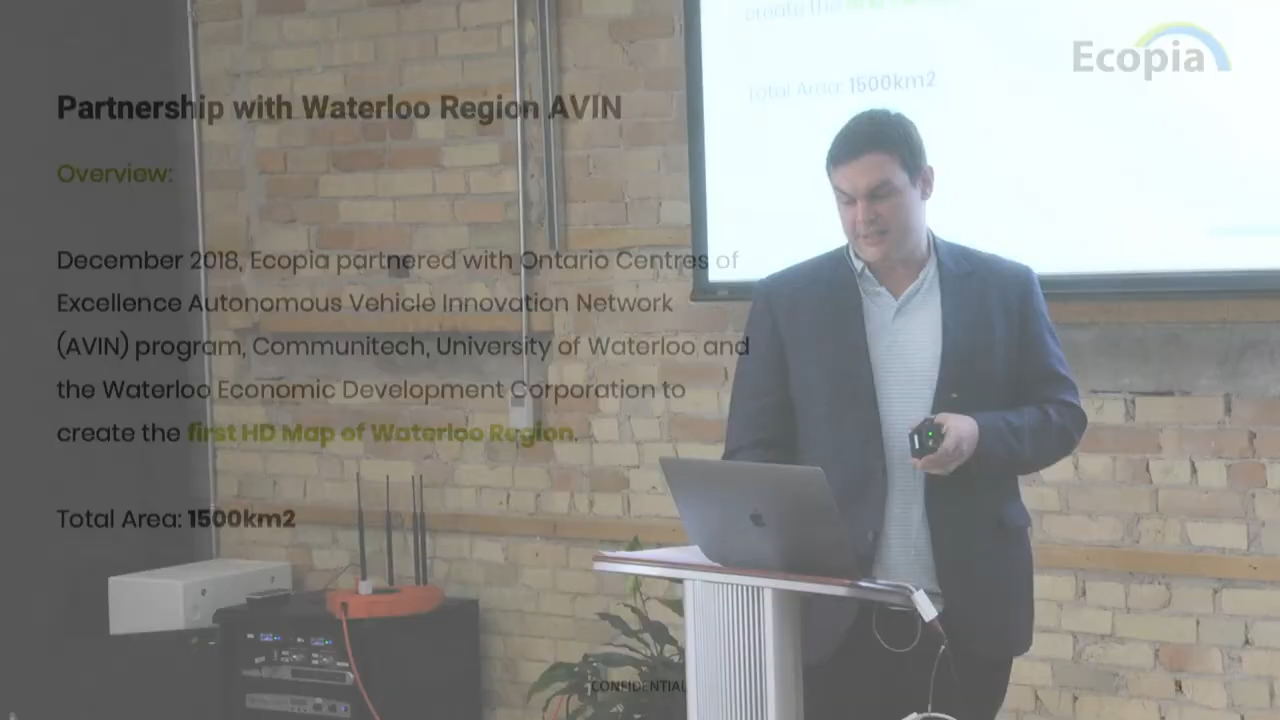 create the
Ecopia
Total Area: 1500km2
Partnership with Waterloo Region AVIN
Overview:
December 2018, Ecopia partnered with Ontario Centres of
Excellence Autonomous Vehicle Innovation Network
(AVIN) program, Communitech, University of Waterloo and
the Waterloo Economic Development Corporation to
create the first HD Map of Waterloo Region.
Total Area: 1500km2
CONFIDENTIAL